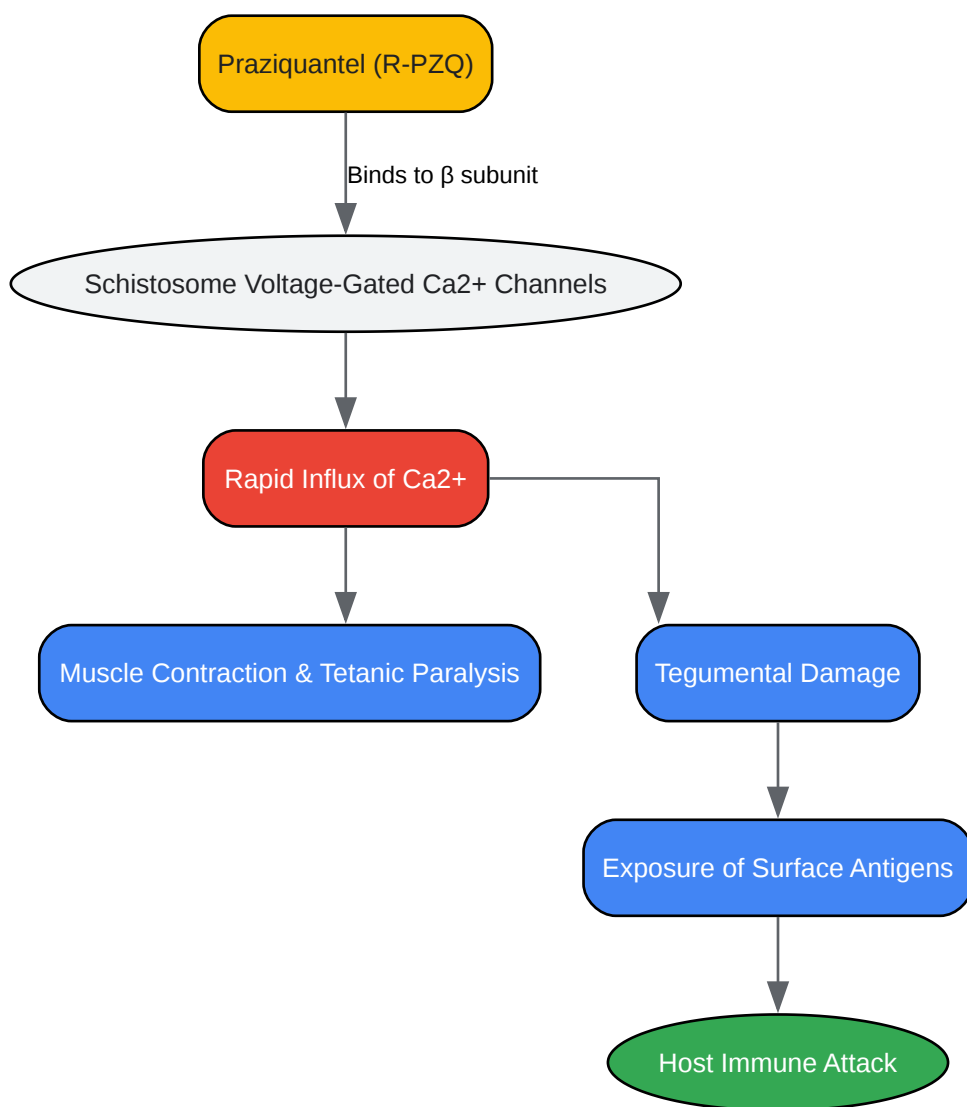 Praziquantel (R-PZQ)
Binds to β subunit
Schistosome Voltage-Gated Ca2+ Channels
Rapid Influx of Ca2+
Muscle Contraction & Tetanic Paralysis
Tegumental Damage
Exposure of Surface Antigens
Host Immune Attack